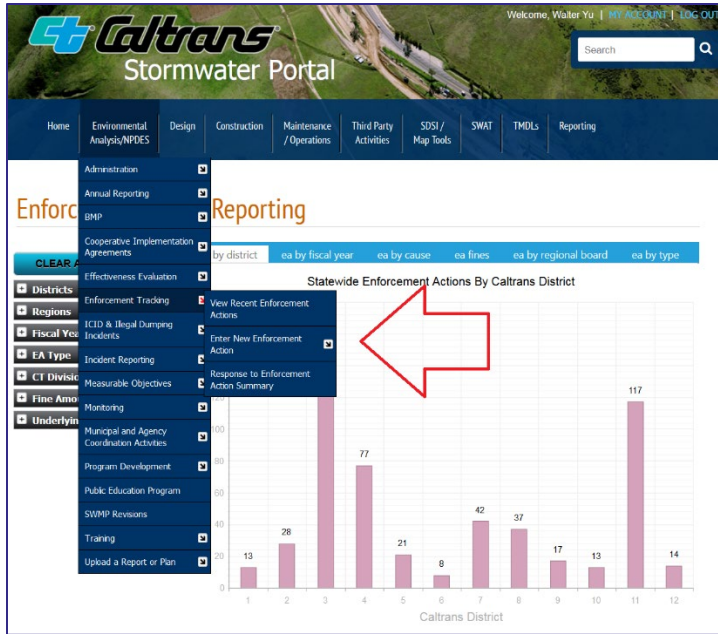 Welcome, Walter Yu | MY ACCOUNT | LOG OUT
Caltrans
Stormwater Portal
Search
Home
Environmental
Analysis/NPDES
Design
Construction
Maintenance
/ Operations
Third Party
Activities
SDSI /
Map Tools
SWAT
TMDLs
Reporting
Administration
Annual Reporting
BMP
Cooperative Implementation
Agreements
Effectiveness Evaluation
Enforcement Tracking
ICID & Illegal Dumping
Incidents
Incident Reporting
Measurable Objectives
Monitoring
Municipal and Agency
Coordination Activities
Program Development
Public Education Program
SWMP Revisions
Training
Upload a Report or Plan
View Recent Enforcement
Actions
Enter New Enforcement
Action
Response to Enforcement
Action Summary
Enforc Reporting
CLEAR A
Districts
Regions
Fiscal Yea
EA Type
CT Divisio
Fine Amo
Underlyin
by district
ea by fiscal year
ea by cause
ea fines
ea by regional board
ea by type
Statewide Enforcement Actions By Caltrans District
100
80
60
40
20
0
13
28
77
21
8
42
37
17
13
117
14
1 2 3 4 5 6 7 8 9 10 11 12
Caltrans District